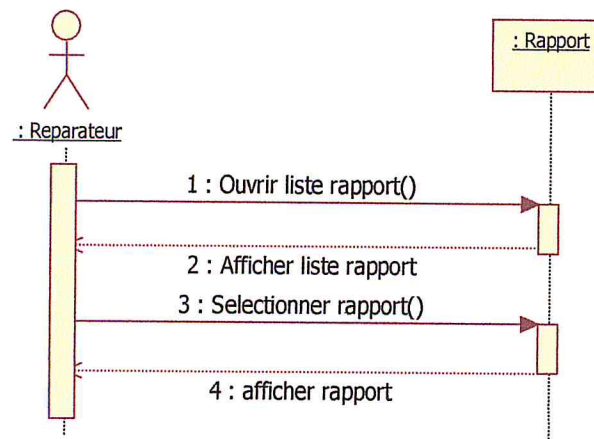 : Rapport
: Reparateur
1 : Ouvrir liste rapport()
2 : Afficher liste rapport
3 : Selectionner rapport()
4 : afficher rapport